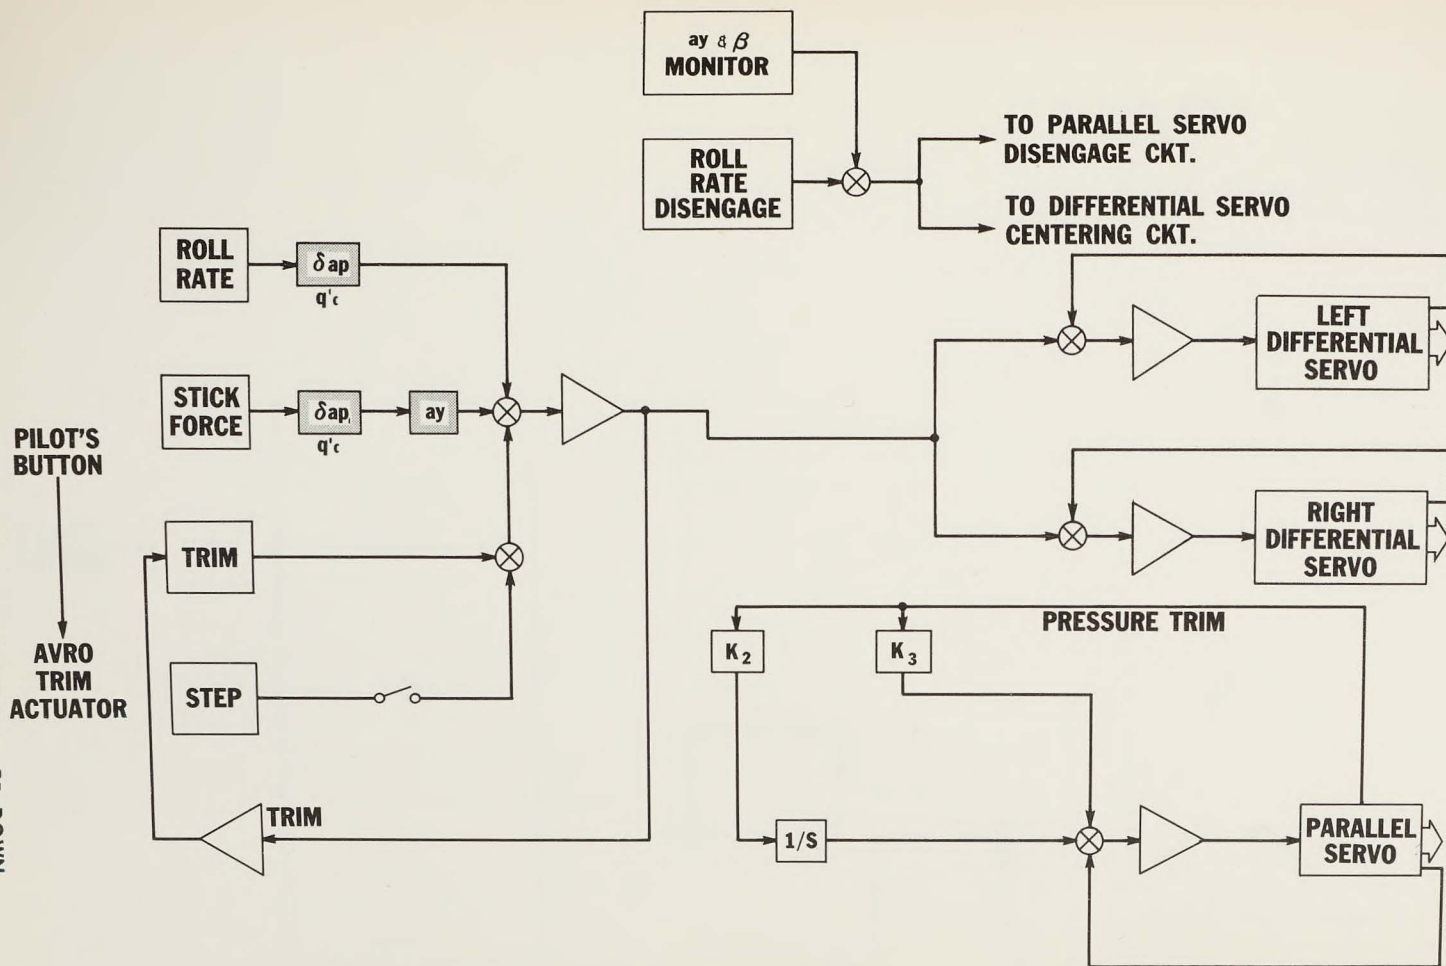 ay & β
MONITOR
ROLL
RATE
DISENGAGE
TO PARALLEL SERVO
DISENGAGE CKT.
TO DIFFERENTIAL SERVO
CENTERING CKT.
ROLL
RATE
δap
q'c
STICK
FORCE
δap
q'c
ay
LEFT
DIFFERENTIAL
SERVO
PILOT'S
BUTTON
RIGHT
DIFFERENTIAL
SERVO
TRIM
AVRO
TRIM
ACTUATOR
STEP
PRESSURE TRIM
K2
K3
TRIM
1/S
PARALLEL
SERVO